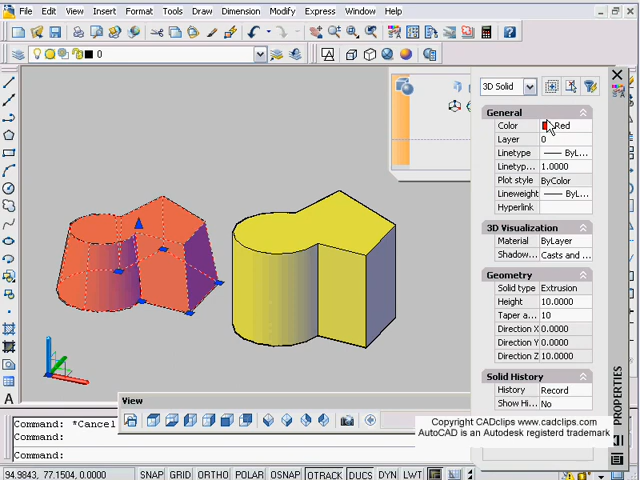 File Edit View Insert Format Tools Draw Dimension Modify Express Window Help
0
3D Solid
General
Color Red
Layer 0
Linetype ByL...
Linetyp... 1.0000
Plot style ByColor
Lineweight ByL...
Hyperlink
3D Visualization
Material ByLayer
Shadow... Casts and ...
Geometry
Solid type Extrusion
Height 10.0000
Taper a... 10
Direction X 0.0000
Direction Y 0.0000
Direction Z 10.0000
Solid History
History Record
Show Hi... No
PROPERTIES
View
Command: *Cancel
Command:
Command:
Copyright CADclips www.cadclips.com
AutoCAD is an Autodesk registerd trademark
94.9843, 77.1504, 0.0000 SNAP GRID ORTHO POLAR OSNAP OTRACK DUCS DYN LWT